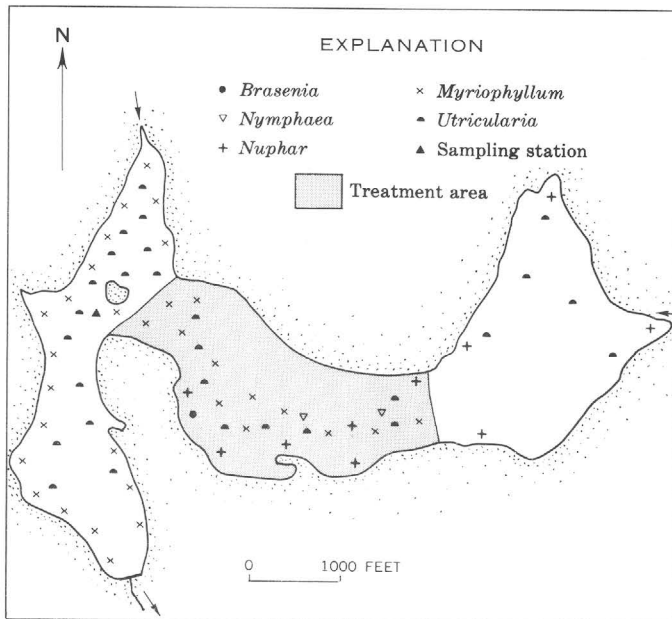 N
EXPLANATION
Brasenia
Nymphaea
Nuphar
Myriophyllum
Utricularia
Sampling station
Treatment area
0 1000 FEET